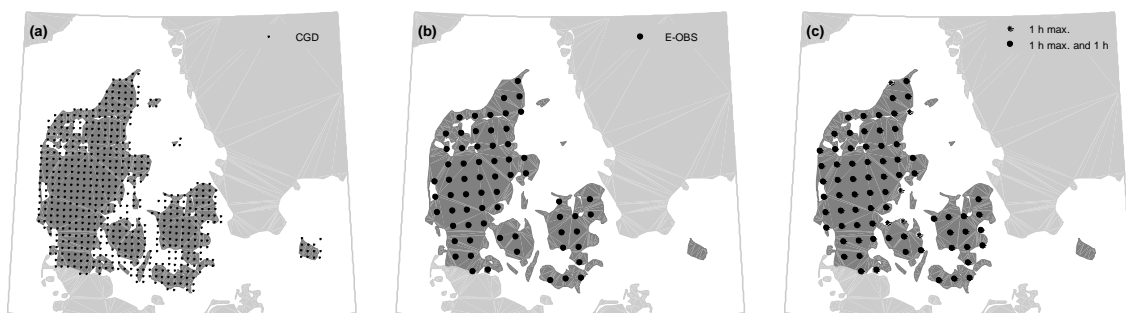 (a)
CGD
(b)
E-OBS
(c)
1 h max.
1 h max. and 1 h